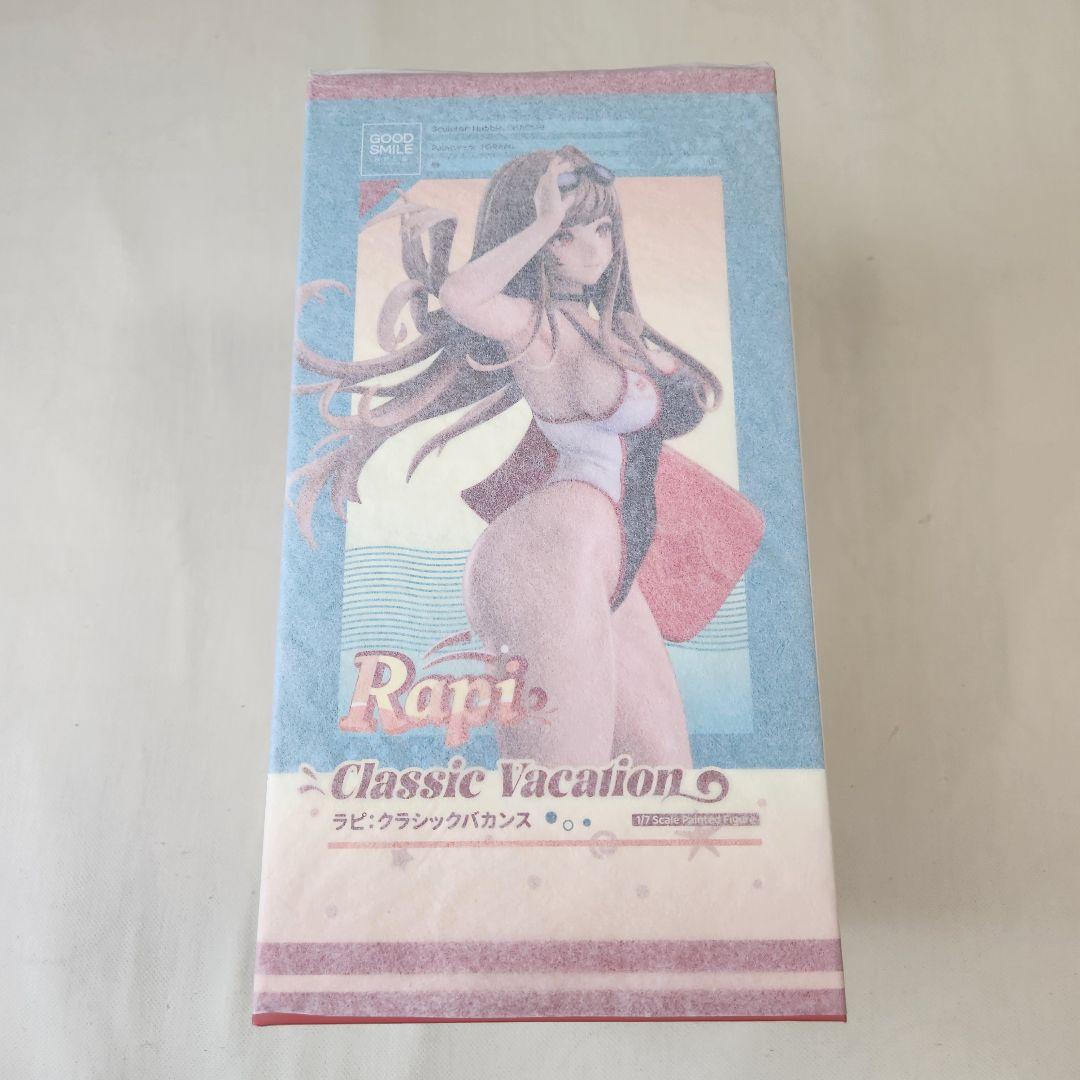 GOOD
SMILE
Rapi
Classic Vacation
ラピ：クラシックバカンス
1/7 Scale Painted Figure